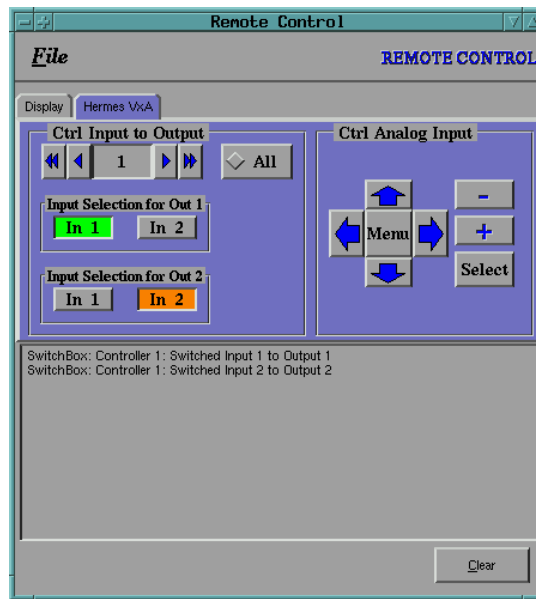 Remote Control
File
REMOTE CONTROL
Display
Hermes VxA
Ctrl Input to Output
1
All
Input Selection for Out 1
In 1
In 2
Input Selection for Out 2
In 1
In 2
Ctrl Analog Input
Menu
-
+
Select
SwitchBox: Controller 1: Switched Input 1 to Output 1
SwitchBox: Controller 1: Switched Input 2 to Output 2
Clear